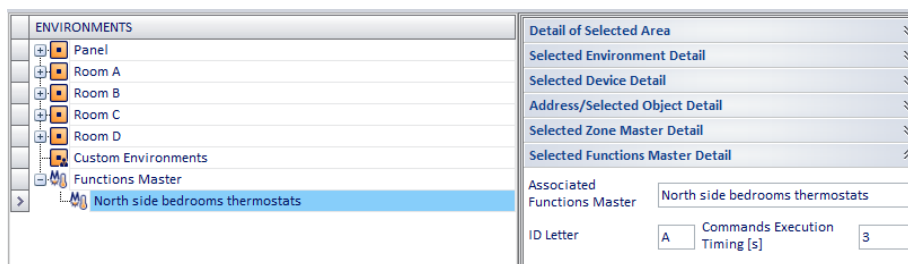 ENVIRONMENTS
Panel
Room A
Room B
Room C
Room D
Custom Environments
Functions Master
North side bedrooms thermostats
Detail of Selected Area
Selected Environment Detail
Selected Device Detail
Address/Selected Object Detail
Selected Zone Master Detail
Selected Functions Master Detail
Associated
Functions Master
North side bedrooms thermostats
ID Letter
A
Commands Execution
Timing [s]
3